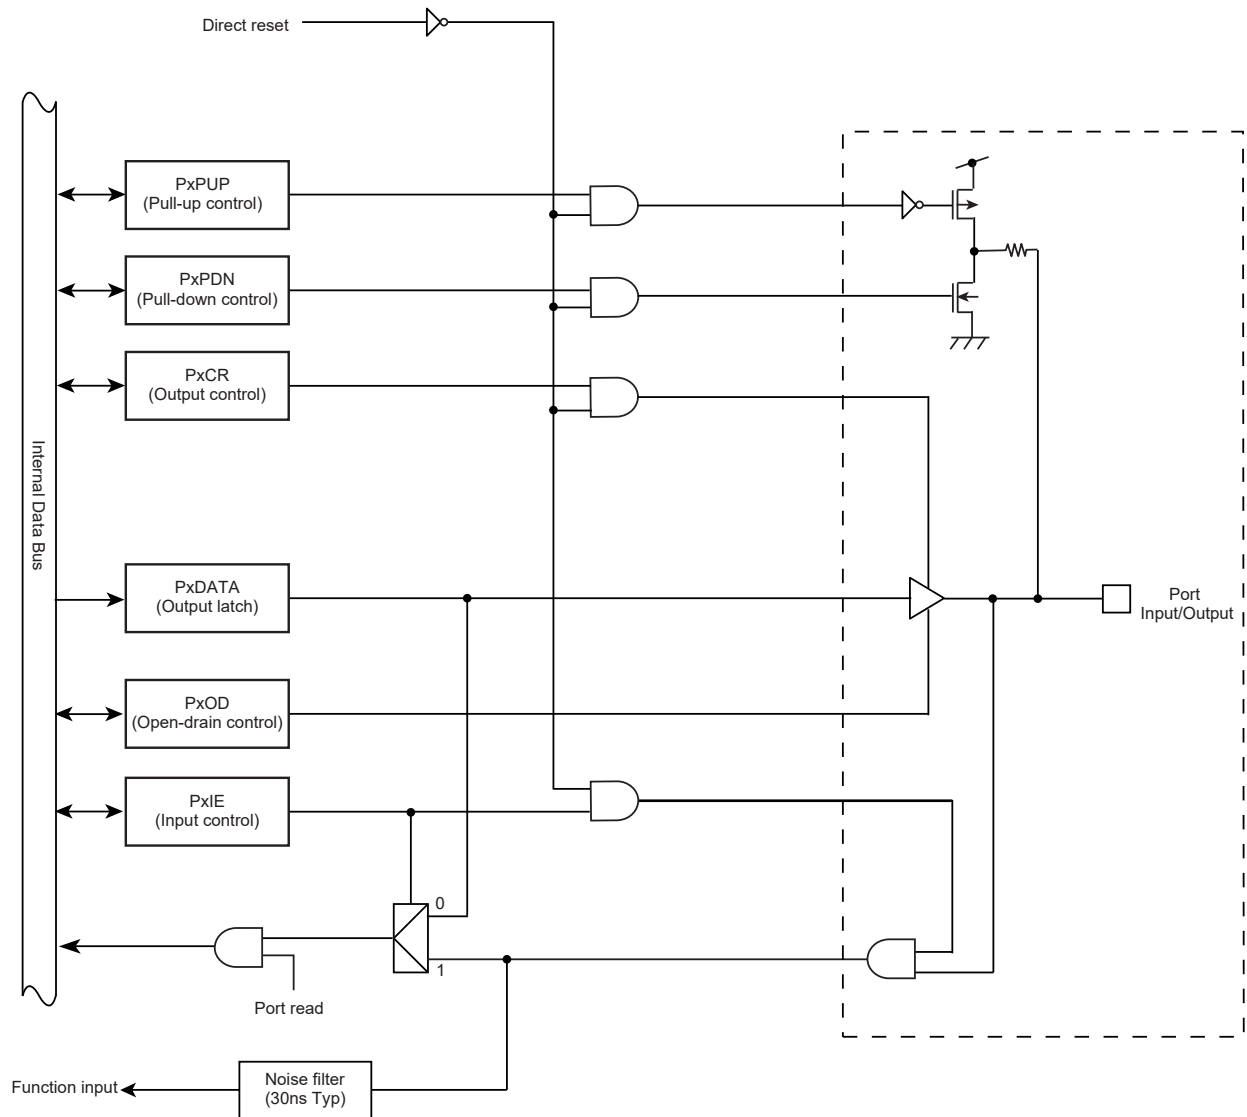 Direct reset
PxPUP
(Pull-up control)
PxPDN
(Pull-down control)
PxCR
(Output control)
Internal Data Bus
PxDATA
(Output latch)
Port
Input/Output
PxOD
(Open-drain control)
PxIE
(Input control)
0
1
Port read
Function input
Noise filter
(30ns Typ)